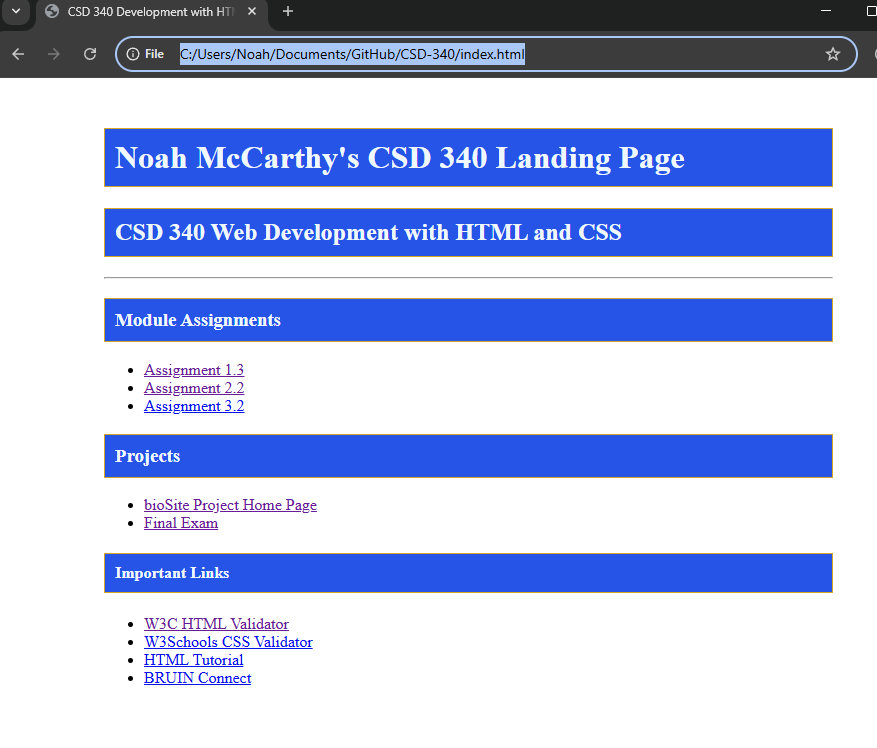 CSD 340 Development with HT
File C:/Users/Noah/Documents/GitHub/CSD-340/index.html
Noah McCarthy's CSD 340 Landing Page
CSD 340 Web Development with HTML and CSS
Module Assignments
Assignment 1.3
Assignment 2.2
Assignment 3.2
Projects
bioSite Project Home Page
Final Exam
Important Links
W3C HTML Validator
W3Schools CSS Validator
HTML Tutorial
BRUIN Connect